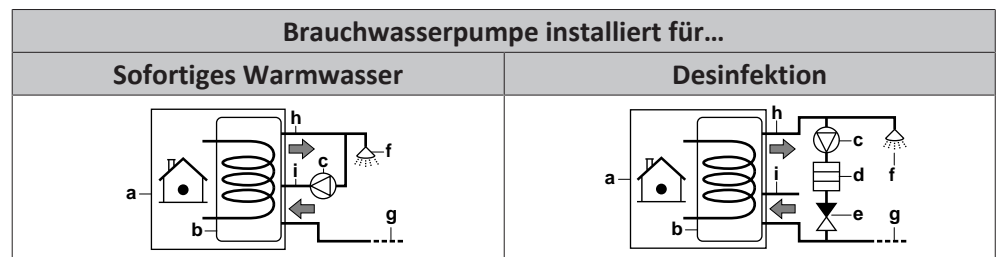 Brauchwasserpumpe installiert für…
Sofortiges Warmwasser
Desinfektion
h
c
f
i
a
g
b
h
c
d
f
i
a
e
g
b